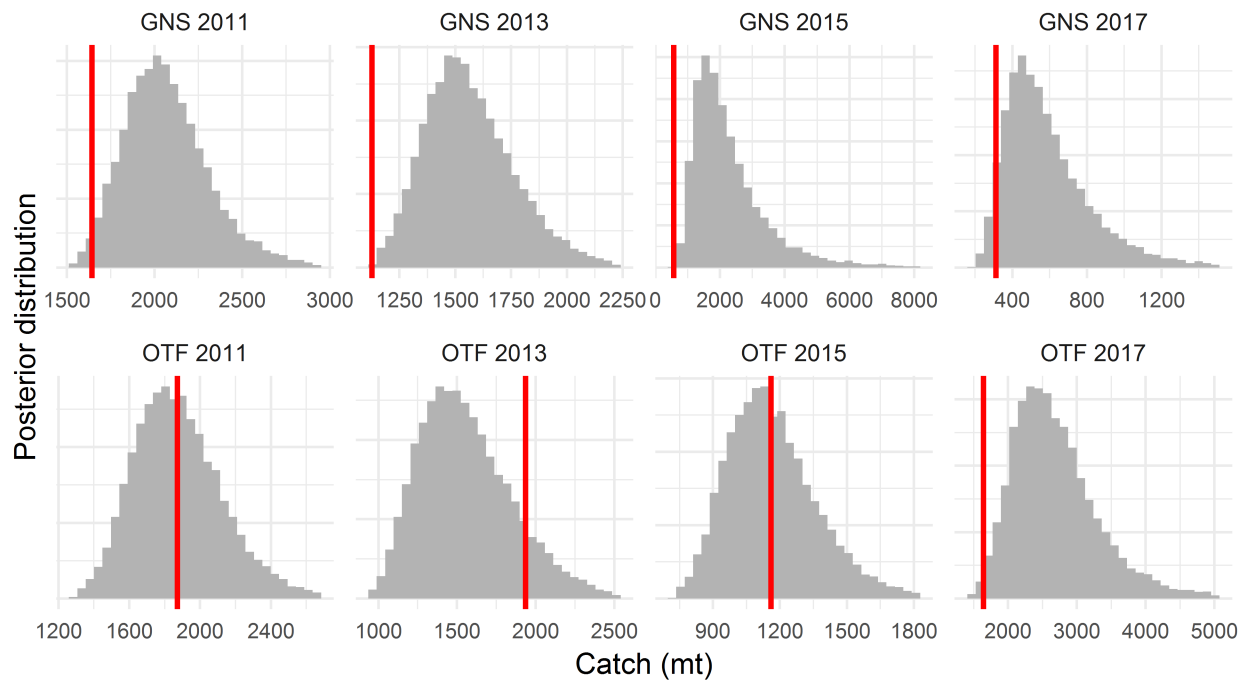 GNS 2011 GNS 2013 GNS 2015 GNS 2017
1500 2000 2500 3000 1250 1500 1750 2000 2250 0 2000 4000 6000 8000 400 800 1200
Posterior distribution
OTF 2011 OTF 2013 OTF 2015 OTF 2017
1200 1600 2000 2400 1000 1500 2000 2500 900 1200 1500 1800 2000 3000 4000 5000
Catch (mt)